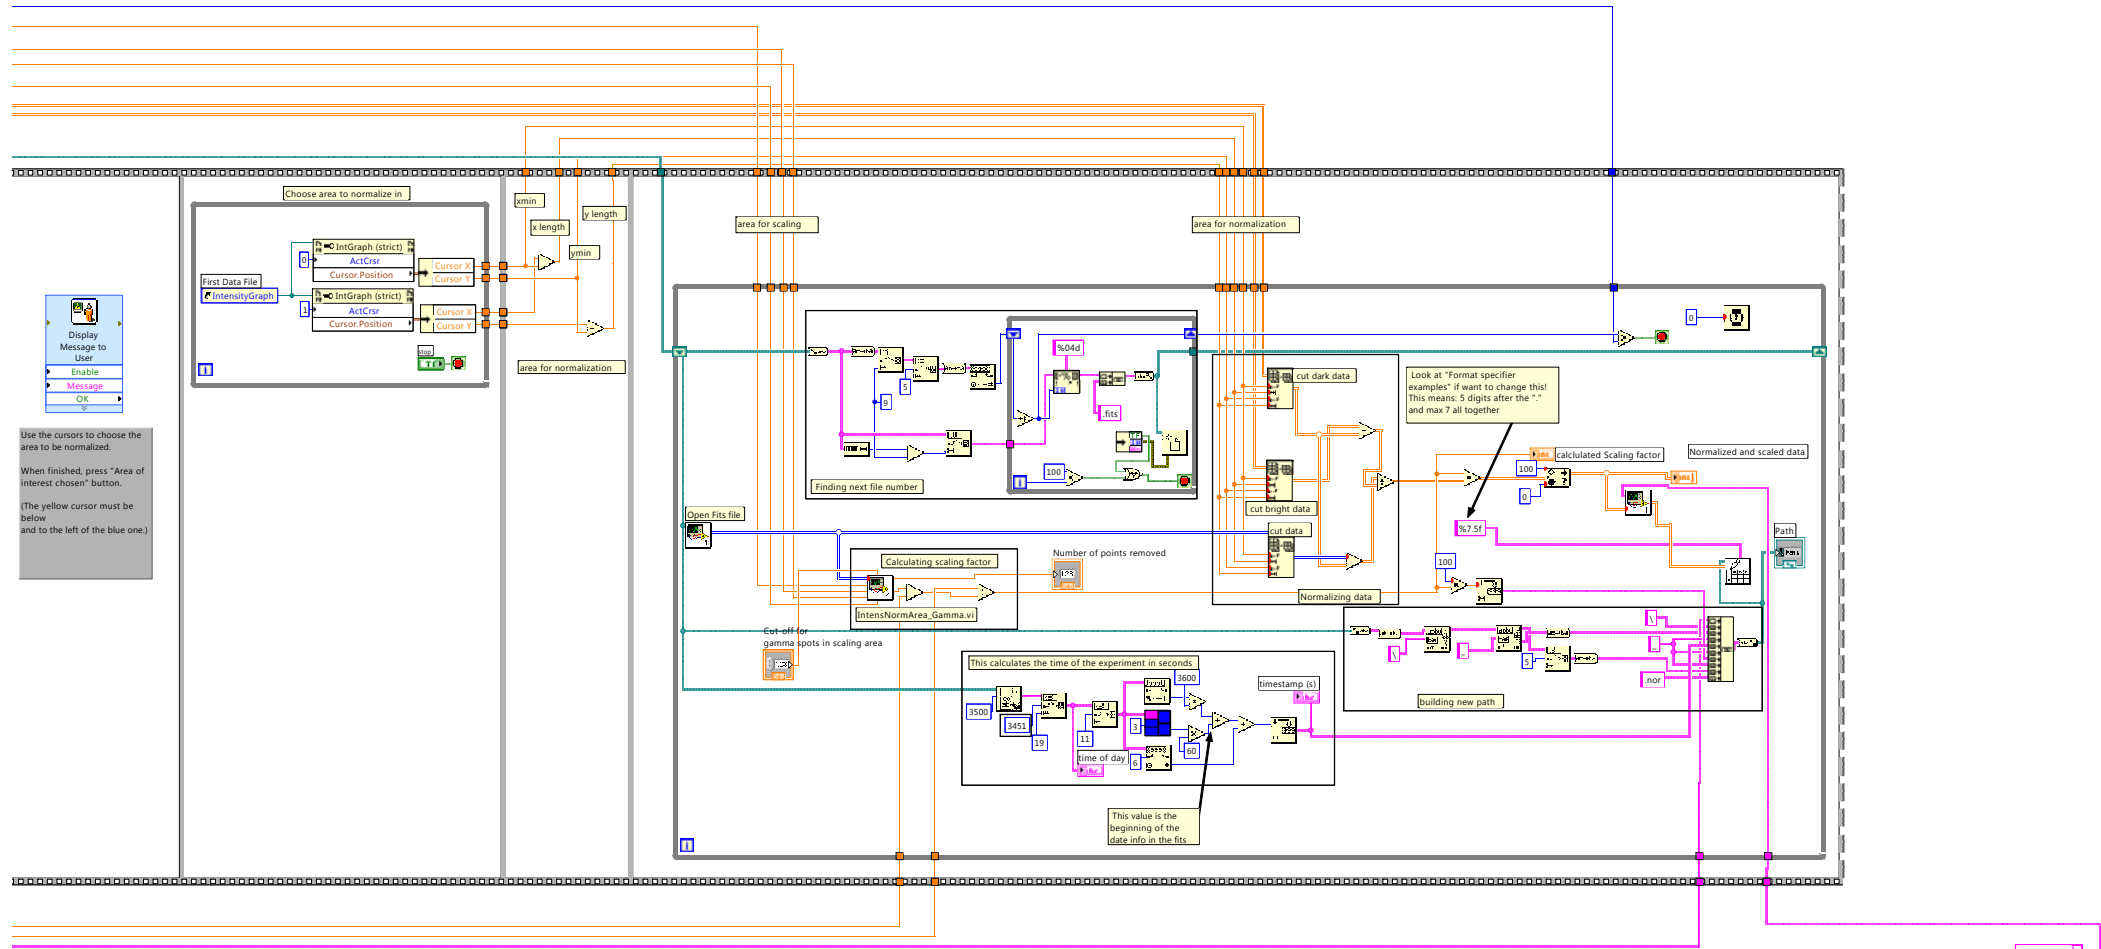 Choose area to normalize in
IntGraph (strict)
ActCrsr
Cursor.Position
0
Cursor X
Cursor Y
First Data File
IntensityGraph
IntGraph (strict)
ActCrsr
Cursor.Position
1
Cursor X
Cursor Y
stop
i
Display
Message to
User
Enable
Message
OK
Use the cursors to choose the
area to be normalized.
When finished, press "Area of
interest chosen" button.
(The yellow cursor must be
below
and to the left of the blue one.)
xmin
x length
y length
ymin
area for normalization
area for scaling
area for normalization
5
9
%04d
.fits
100
i
Finding next file number
0
cut dark data
cut bright data
cut data
Normalizing data
Look at "Format specifier
examples" if want to change this!
This means: 5 digits after the "."
and max 7 all together
calclulated Scaling factor
100
0
Normalized and scaled data
%7.5f
100
Path
Open Fits file
Calculating scaling factor
IntensNormArea_Gamma.vi
Number of points removed
Cut-off for
gamma spots in scaling area
This calculates the time of the experiment in seconds
3500
3451
19
11
time of day
3
6
3600
60
timestamp (s)
This value is the
beginning of the
date info in the fits
\
_
5
\
_
.nor
building new path
i